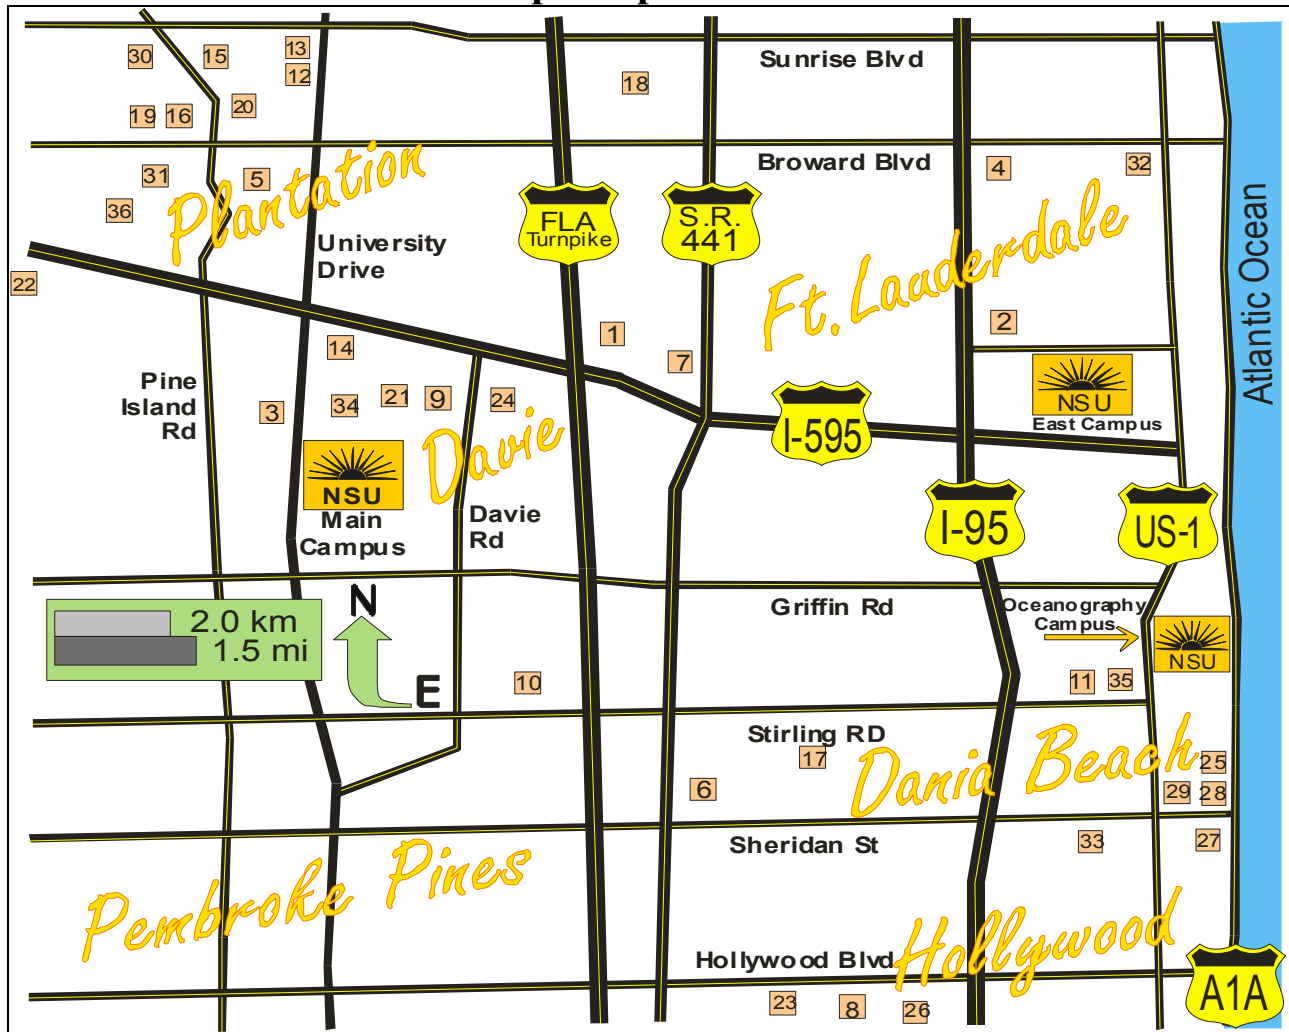 13
30
15
Sunrise Blvd
12
18
20
19
16
Broward Blvd
4
32
31
5
Plantation
36
FLA
Turnpike
S.R.
441
University
Drive
Ft. Lauderdale
Atlantic Ocean
22
2
1
14
7
Pine
Island
Rd
3
34
21
9
24
NSU
East Campus
Davie
I-595
NSU
Main
Campus
Davie
Rd
I-95
US-1
2.0 km
1.5 mi
N
E
Griffin Rd
Oceanography
Campus
NSU
10
11
35
Stirling RD
17
Dania Beach
25
6
29
28
Sheridan St
33
27
Pembroke Pines
Hollywood Blvd
Hollywood
A1A
23
8
26